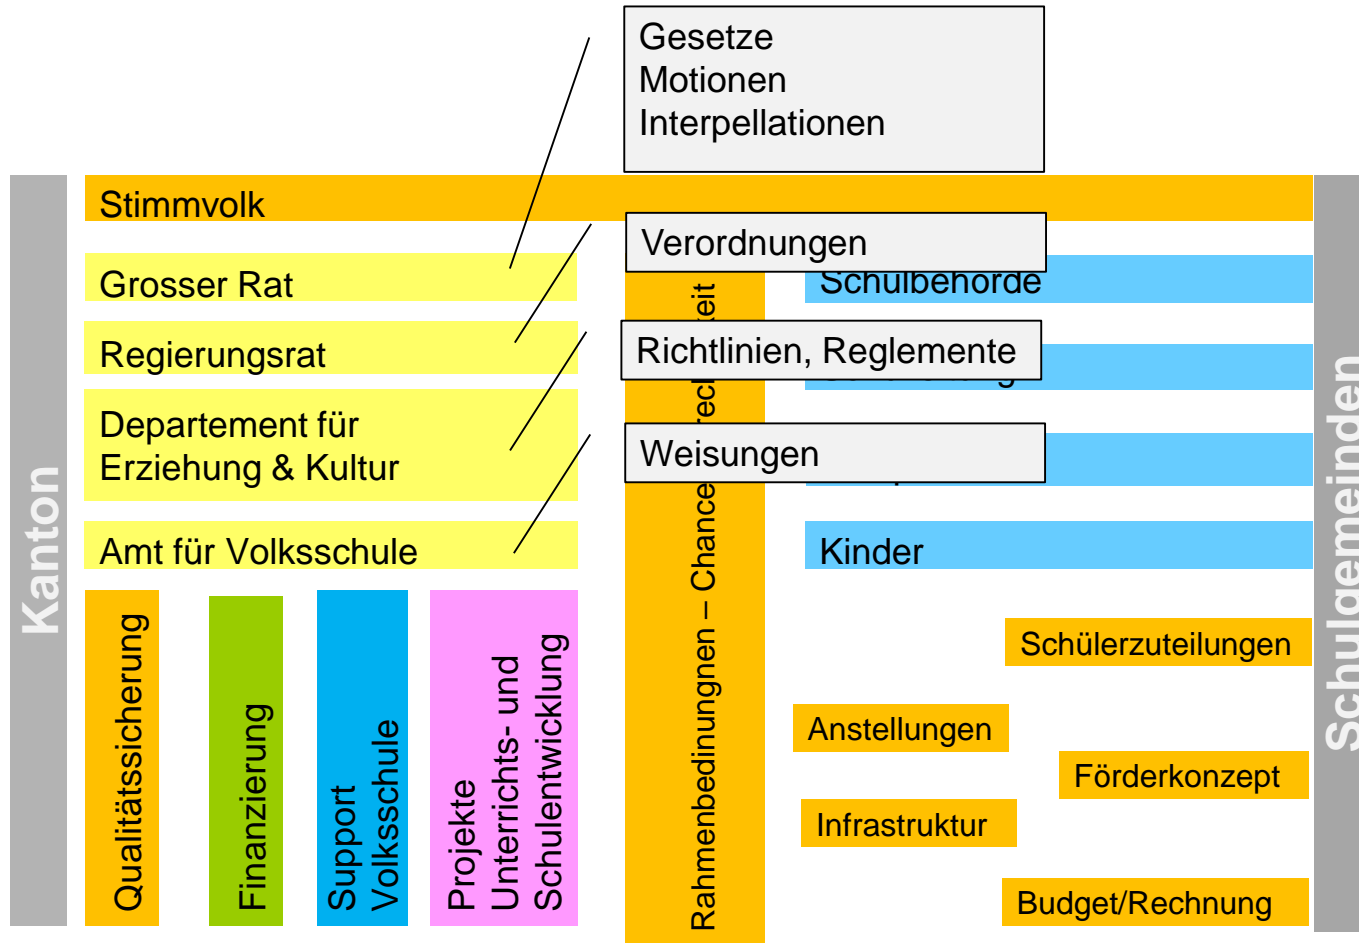 Gesetze
Motionen
Interpellationen
Stimmvolk
Verordnungen
Grosser Rat
Schulbehörde
Regierungsrat
Richtlinien, Reglemente
Departement für
Erziehung & Kultur
Weisungen
Amt für Volksschule
Kinder
Kanton
Schulgemeinden
Qualitätssicherung
Finanzierung
Support
Volksschule
Projekte
Unterrichts- und
Schulentwicklung
Rahmenbedinungnen – Chance
Schülerzuteilungen
Anstellungen
Förderkonzept
Infrastruktur
Budget/Rechnung